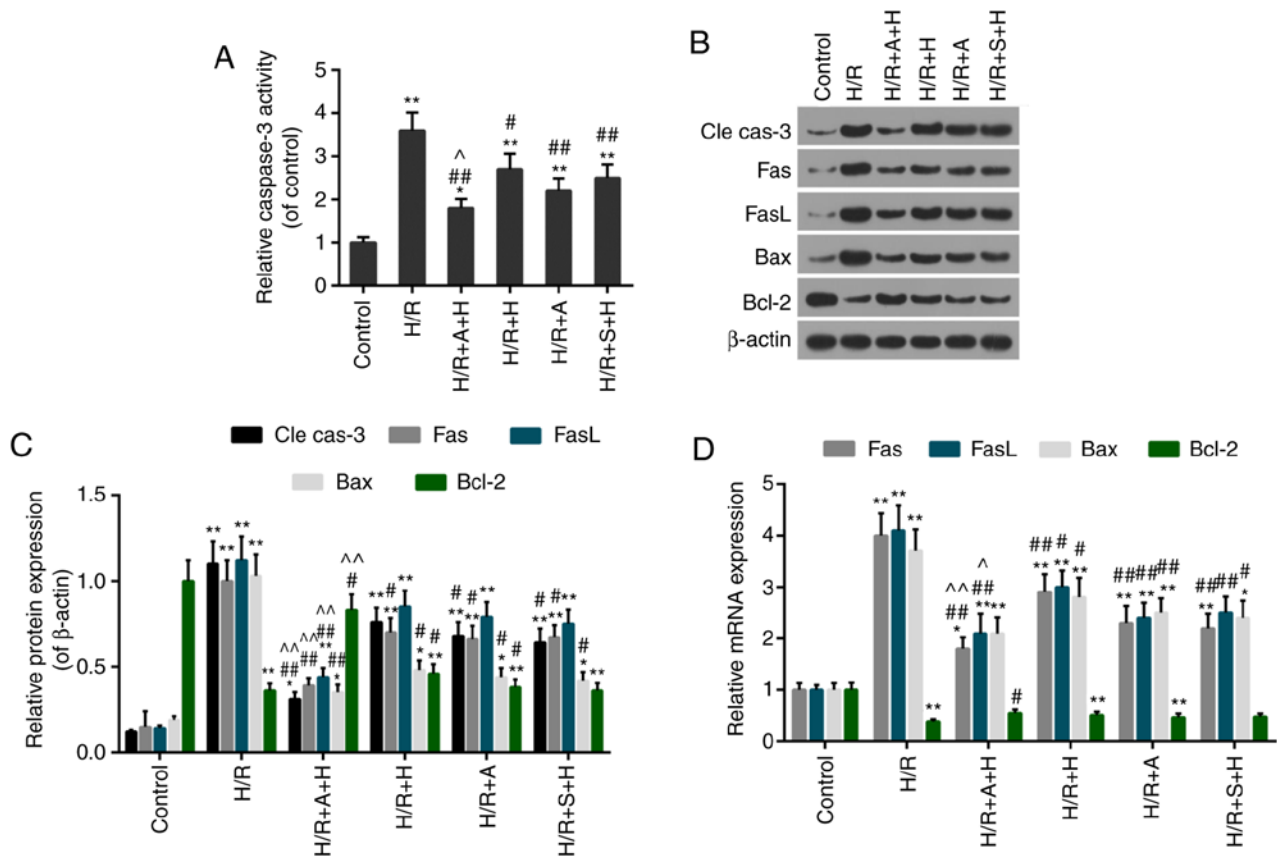 A
Relative caspase-3 activity
(of control)
5
4
3
2
1
0
**
^
##
*
#
**
##
**
##
**
Control
H/R
H/R+A+H
H/R+H
H/R+A
H/R+S+H
B
Control
H/R
H/R+A+H
H/R+H
H/R+A
H/R+S+H
Cle cas-3
Fas
FasL
Bax
Bcl-2
β-actin
C
Cle cas-3 Fas FasL
Bax Bcl-2
Relative protein expression
(of β-actin)
1.5
1.0
0.5
0.0
** ** ** ** **
^^ ^^ ^^ ^^
## ## ## ## #
* ** *
** # ** # #
** * **
# # ** # #
** ** * **
# # ** # **
** ** *
Control
H/R
H/R+A+H
H/R+H
H/R+A
H/R+S+H
D
Fas FasL Bax Bcl-2
Relative mRNA expression
5
4
3
2
1
0
** ** ** **
^^ ^
## ## #
* ** **
## # #
** ** ** **
## ## ##
** ** ** **
## ## #
** *
Control
H/R
H/R+A+H
H/R+H
H/R+A
H/R+S+H